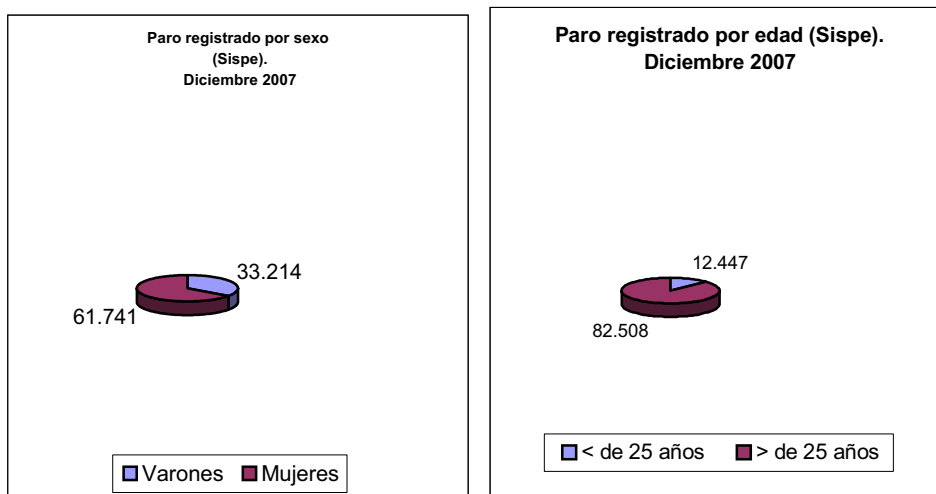 Paro registrado por sexo
(Sispe).
Diciembre 2007
33.214
61.741
Varones
Mujeres
Paro registrado por edad (Sispe).
Diciembre 2007
12.447
82.508
< de 25 años
> de 25 años